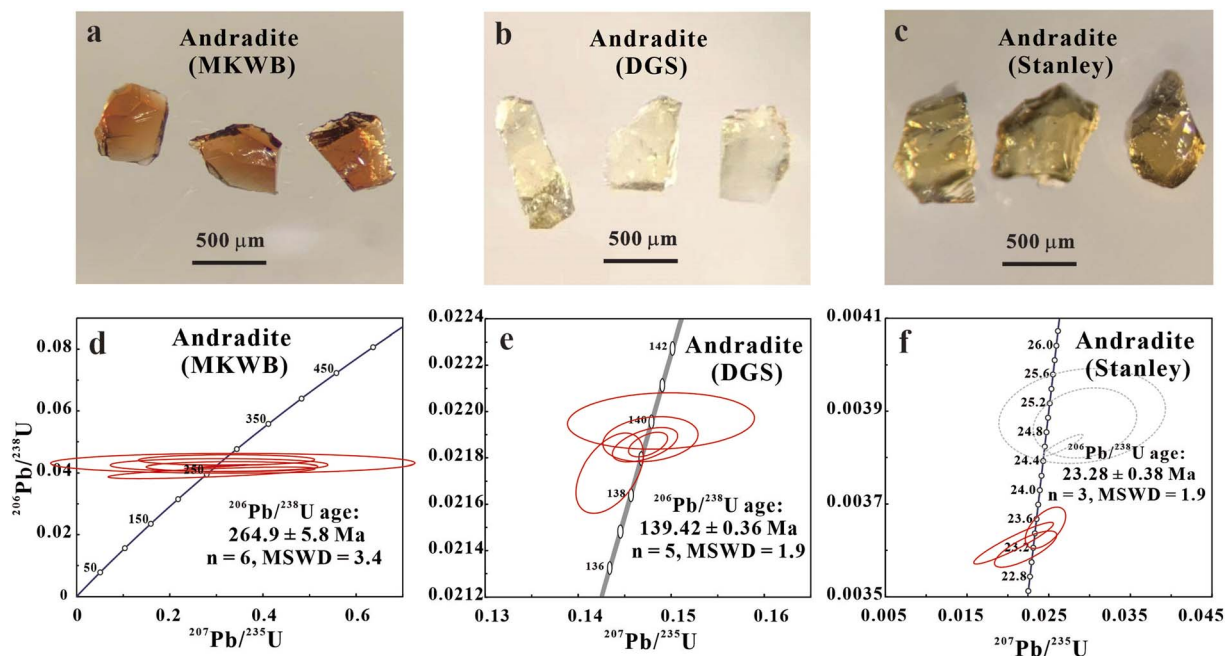 a
Andradite
(MKWB)
500 μm
b
Andradite
(DGS)
500 μm
c
Andradite
(Stanley)
500 μm
d
Andradite
(MKWB)
0.08
0.06
0.04
0.02
0
450
350
250
150
50
²⁰⁶Pb/²³⁸U
²⁰⁶Pb/²³⁸U age:
264.9 ± 5.8 Ma
n = 6, MSWD = 3.4
0
0.2
0.4
0.6
²⁰⁷Pb/²³⁵U
e
Andradite
(DGS)
0.0224
0.0222
0.0220
0.0218
0.0216
0.0214
0.0212
142
140
138
136
²⁰⁶Pb/²³⁸U age:
139.42 ± 0.36 Ma
n = 5, MSWD = 1.9
0.13
0.14
0.15
0.16
²⁰⁷Pb/²³⁵U
f
Andradite
(Stanley)
0.0041
0.0039
0.0037
0.0035
26.0
25.6
25.2
24.8
24.4
24.0
23.6
23.2
22.8
²⁰⁶Pb/²³⁸U age:
23.28 ± 0.38 Ma
n = 3, MSWD = 1.9
0.005
0.015
0.025
0.035
0.045
²⁰⁷Pb/²³⁵U